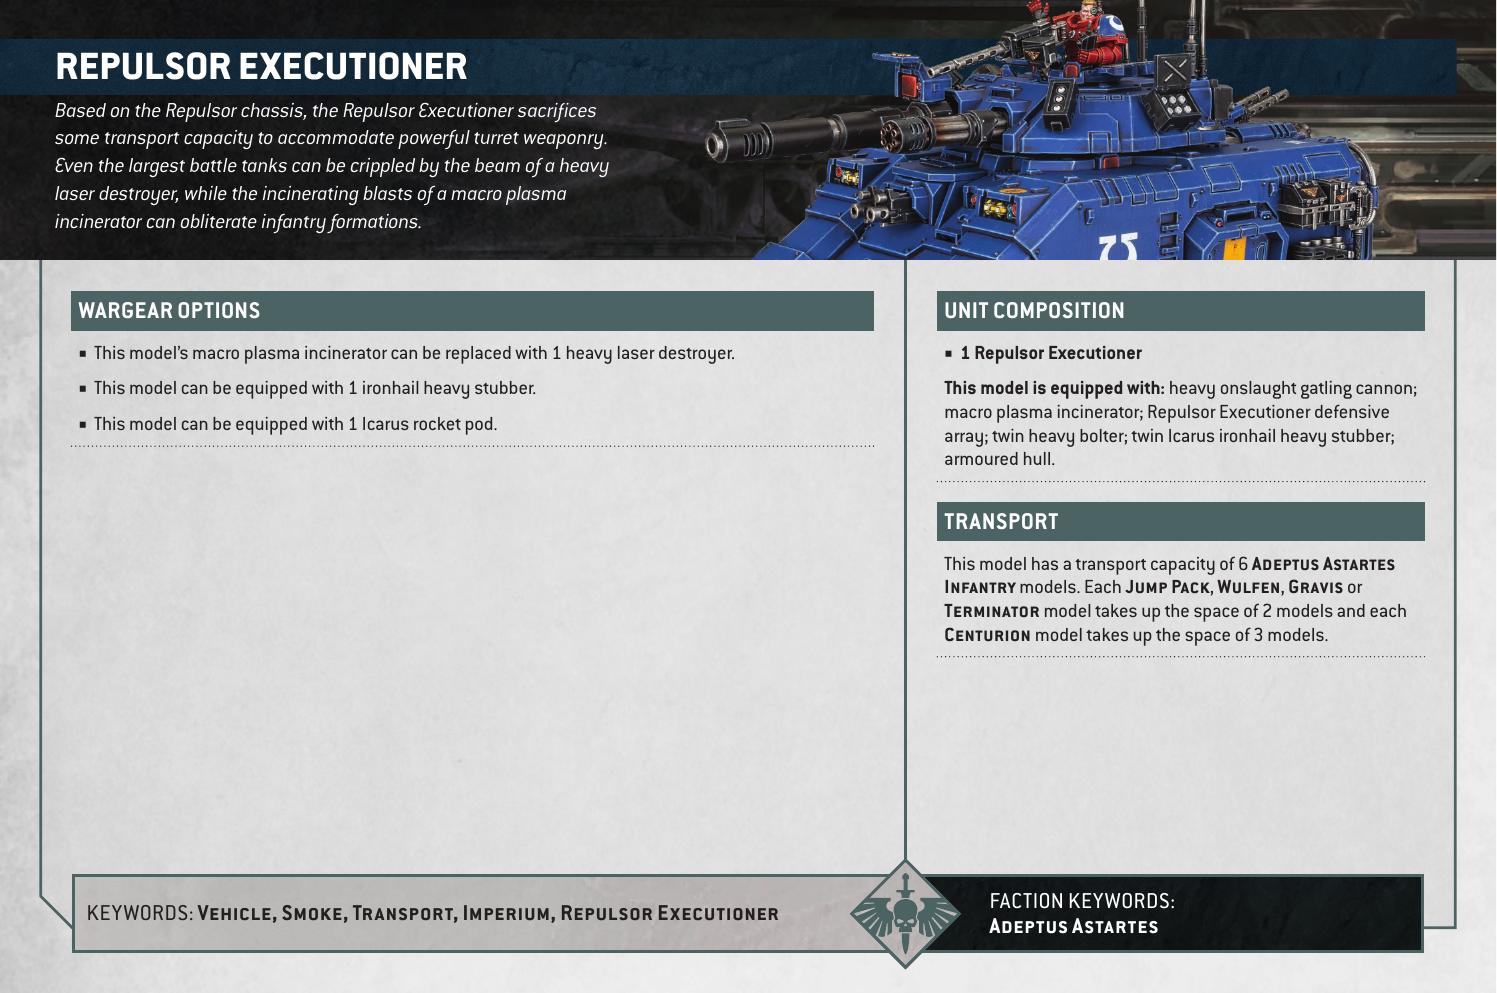 REPULSOR EXECUTIONER
Based on the Repulsor chassis, the Repulsor Executioner sacrifices
some transport capacity to accommodate powerful turret weaponry.
Even the largest battle tanks can be crippled by the beam of a heavy
laser destroyer, while the incinerating blasts of a macro plasma
incinerator can obliterate infantry formations.
WARGEAR OPTIONS
▪ This model's macro plasma incinerator can be replaced with 1 heavy laser destroyer.
▪ This model can be equipped with 1 ironhail heavy stubber.
▪ This model can be equipped with 1 Icarus rocket pod.
UNIT COMPOSITION
▪ 1 Repulsor Executioner
This model is equipped with: heavy onslaught gatling cannon;
macro plasma incinerator; Repulsor Executioner defensive
array; twin heavy bolter; twin Icarus ironhail heavy stubber;
armoured hull.
TRANSPORT
This model has a transport capacity of 6 Adeptus Astartes
Infantry models. Each Jump Pack, Wulfen, Gravis or
Terminator model takes up the space of 2 models and each
Centurion model takes up the space of 3 models.
KEYWORDS: Vehicle, Smoke, Transport, Imperium, Repulsor Executioner
FACTION KEYWORDS:
Adeptus Astartes